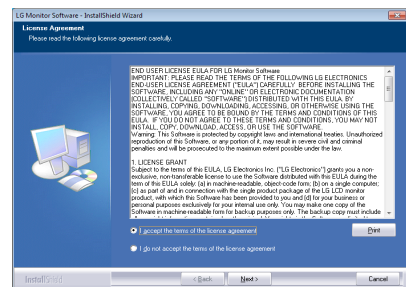 LG Monitor Software - InstallShield Wizard
License Agreement
Please read the following license agreement carefully.
END USER LICENSE EULA FOR LG Monitor Software
IMPORTANT: PLEASE READ THE TERMS OF THE FOLLOWING LG ELECTRONICS
END-USER LICENSE AGREEMENT ("EULA") CAREFULLY BEFORE INSTALLING THE
SOFTWARE, INCLUDING ANY "ONLINE" OR ELECTRONIC DOCUMENTATION
(COLLECTIVELY CALLED "SOFTWARE") DISTRIBUTED WITH THIS EULA. BY
INSTALLING, COPYING, DOWNLOADING, ACCESSING, OR OTHERWISE USING THE
SOFTWARE, YOU AGREE TO BE BOUND BY THE TERMS AND CONDITIONS OF THIS
EULA. IF YOU DO NOT AGREE TO THESE TERMS AND CONDITIONS, YOU MAY NOT
INSTALL, COPY, DOWNLOAD, ACCESS, OR USE THE SOFTWARE.
Warning: This Software is protected by copyright laws and international treaties. Unauthorized
reproduction of this Software, or any portion of it, may result in severe civil and criminal
penalties and will be prosecuted to the maximum extent possible under the law.
1. LICENSE GRANT
Subject to the terms of this EULA, LG Electronics Inc. ("LG Electronics") grants you a non-
exclusive, non-transferable license to use the Software distributed with this EULA during the
term of this EULA solely: (a) in machine-readable, object-code form; (b) on a single computer;
(c) as part of and in connection with the single product package of the LG LCD monitor
product, with which this Software has been provided to you and (d) for your business or
personal purposes exclusively for your internal use only. You may make one copy of the
Software in machine-readable form for backup purposes only. The backup copy must include
I accept the terms of the license agreement
Print
I do not accept the terms of the license agreement
InstallShield
< Back
Next >
Cancel